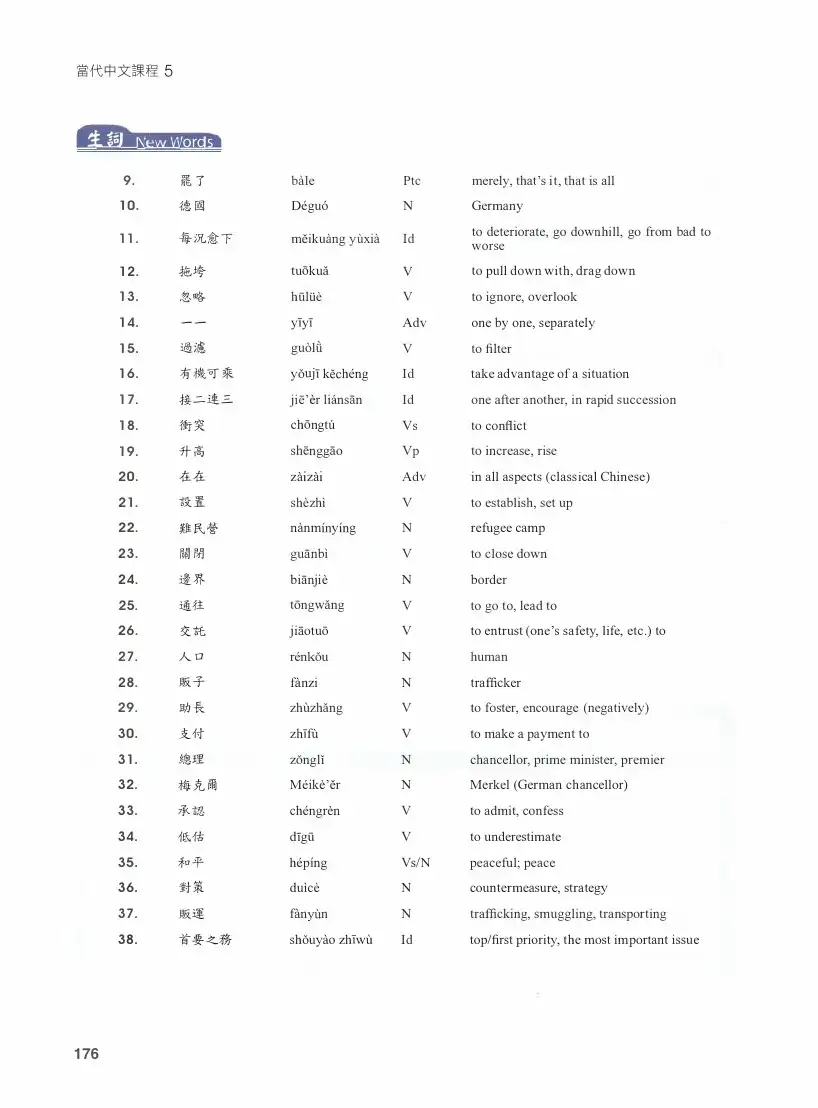 當代中文課程 5
生詞 New Words
9. 罷了 bàle Ptc merely, that's it, that is all
10. 德國 Déguó N Germany
11. 每況愈下 měikuàng yùxià Id to deteriorate, go downhill, go from bad to
worse
12. 拖垮 tuōkuǎ V to pull down with, drag down
13. 忽略 hūlüè V to ignore, overlook
14. 一一 yīyī Adv one by one, separately
15. 過濾 guòlǜ V to filter
16. 有機可乘 yǒujī kěchéng Id take advantage of a situation
17. 接二連三 jiē'èr liánsān Id one after another, in rapid succession
18. 衝突 chōngtú Vs to conflict
19. 升高 shēnggāo Vp to increase, rise
20. 在在 zàizài Adv in all aspects (classical Chinese)
21. 設置 shèzhì V to establish, set up
22. 難民營 nànmínyíng N refugee camp
23. 關閉 guānbì V to close down
24. 邊界 biānjiè N border
25. 通往 tōngwǎng V to go to, lead to
26. 交託 jiāotuō V to entrust (one's safety, life, etc.) to
27. 人口 rénkǒu N human
28. 販子 fànzi N trafficker
29. 助長 zhùzhǎng V to foster, encourage (negatively)
30. 支付 zhīfù V to make a payment to
31. 總理 zǒnglǐ N chancellor, prime minister, premier
32. 梅克爾 Méikè'ěr N Merkel (German chancellor)
33. 承認 chéngrèn V to admit, confess
34. 低估 dīgū V to underestimate
35. 和平 hépíng Vs/N peaceful; peace
36. 對策 duìcè N countermeasure, strategy
37. 販運 fànyùn N trafficking, smuggling, transporting
38. 首要之務 shǒuyào zhīwù Id top/first priority, the most important issue
176